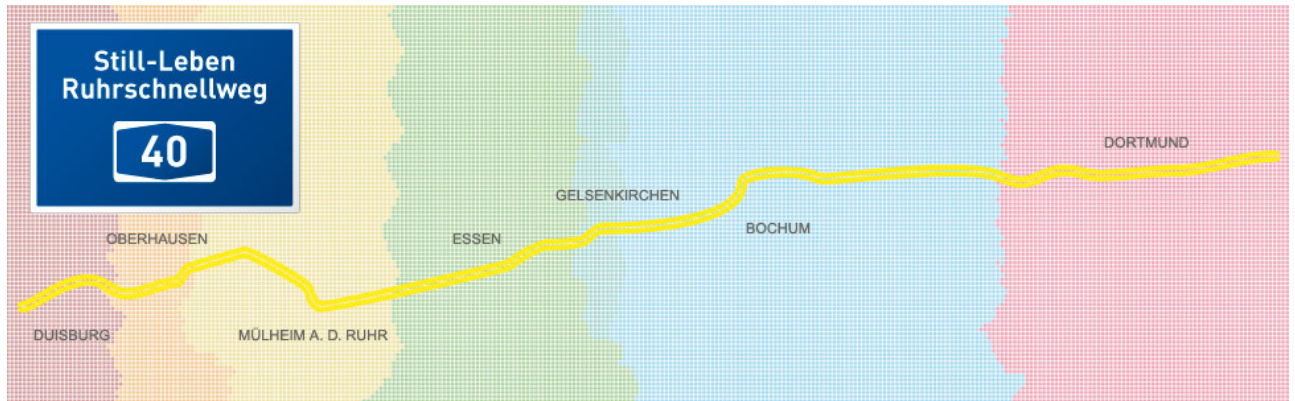 Still-Leben
Ruhrschnellweg
40
DORTMUND
GELSENKIRCHEN
BOCHUM
OBERHAUSEN
ESSEN
DUISBURG
MÜLHEIM A. D. RUHR